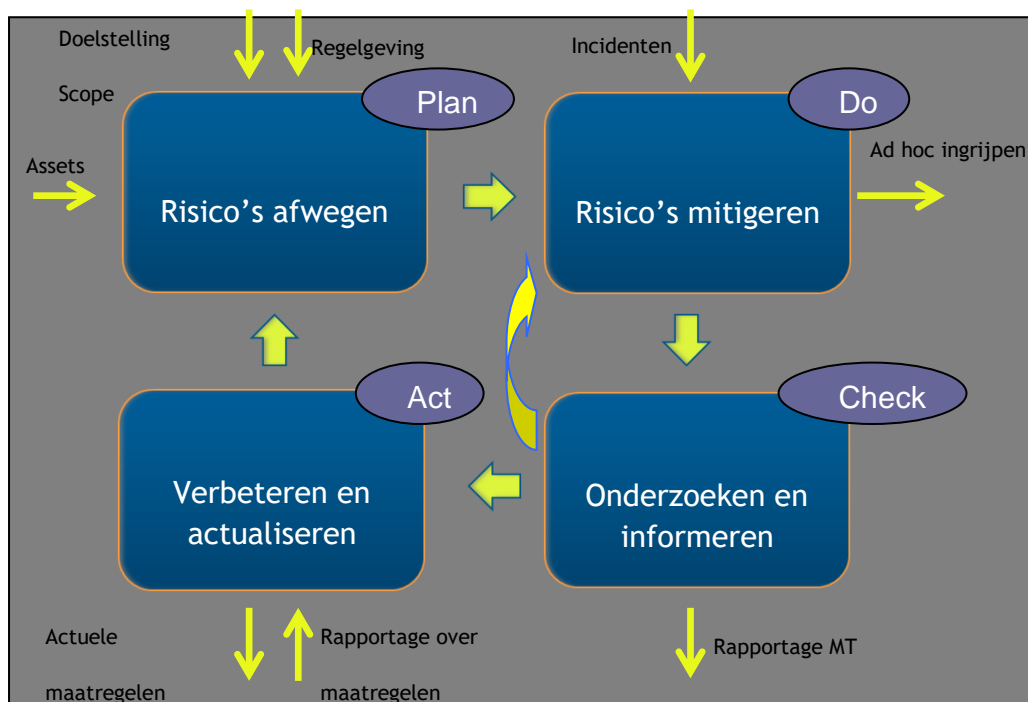 Doelstelling
Regelgeving
Incidenten
Scope
Plan
Do
Assets
Ad hoc ingrijpen
Risico’s afwegen
Risico’s mitigeren
Act
Check
Verbeteren en
actualiseren
Onderzoeken en
informeren
Actuele
maatregelen
Rapportage over
maatregelen
Rapportage MT